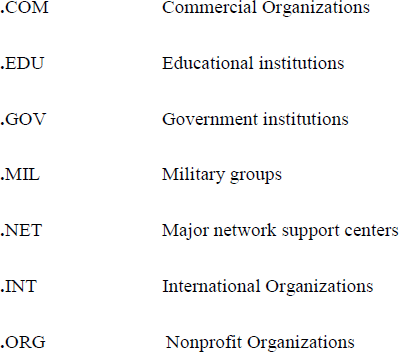 .COM Commercial Organizations
.EDU Educational institutions
.GOV Government institutions
.MIL Military groups
.NET Major network support centers
.INT International Organizations
.ORG Nonprofit Organizations